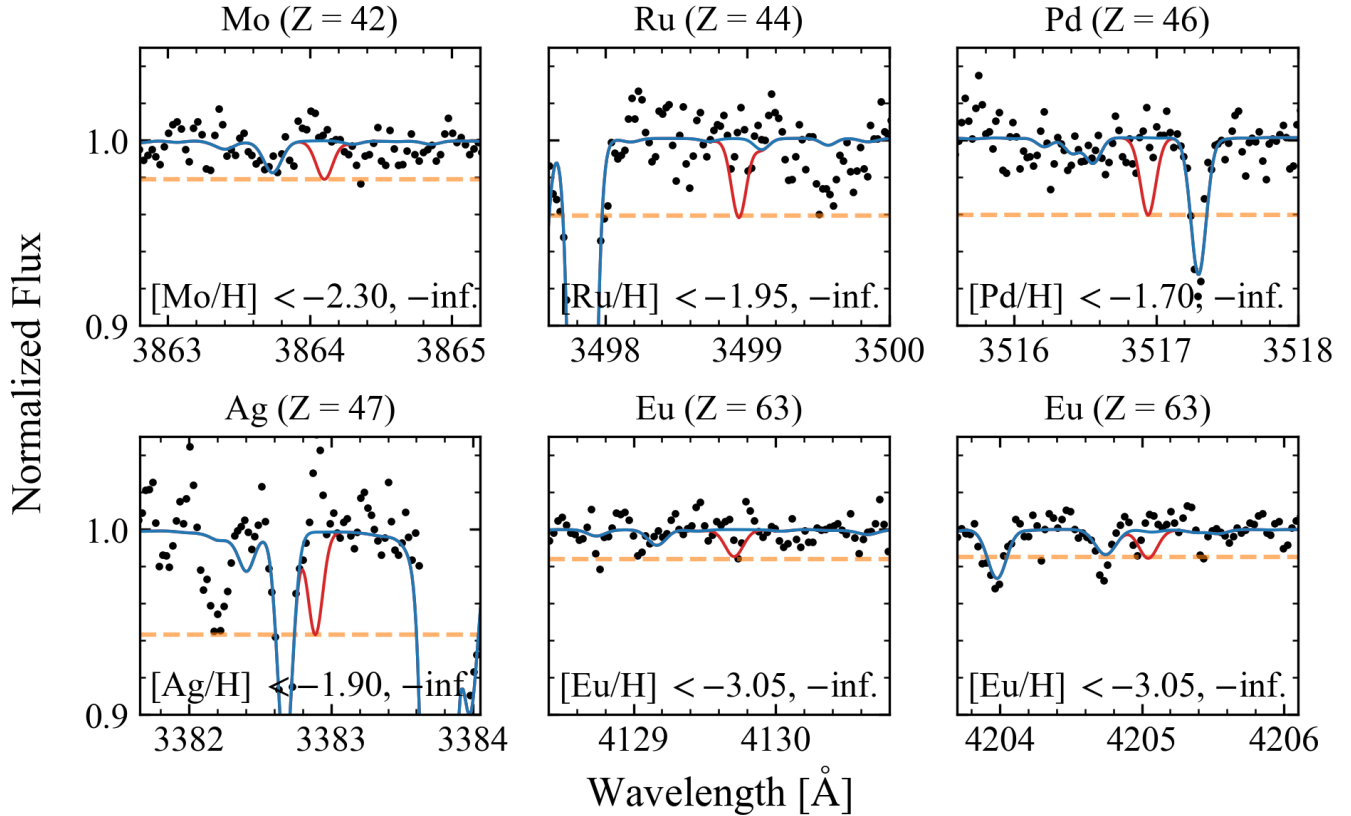 Mo (Z = 42)
Ru (Z = 44)
Pd (Z = 46)
1.0
0.9
[Mo/H] < −2.30, −inf.
[Ru/H] < −1.95, −inf.
[Pd/H] < −1.70, −inf.
3863 3864 3865
3498 3499 3500
3516 3517 3518
Normalized Flux
Ag (Z = 47)
Eu (Z = 63)
Eu (Z = 63)
1.0
0.9
[Ag/H] < −1.90, −inf.
[Eu/H] < −3.05, −inf.
[Eu/H] < −3.05, −inf.
3382 3383 3384
4129 4130
4204 4205 4206
Wavelength [Å]